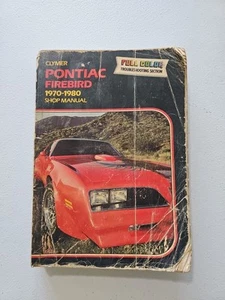 CLYMER
PONTIAC
FIREBIRD
1970-1980
SHOP MANUAL
FULL COLOR
TROUBLESHOOTING SECTION